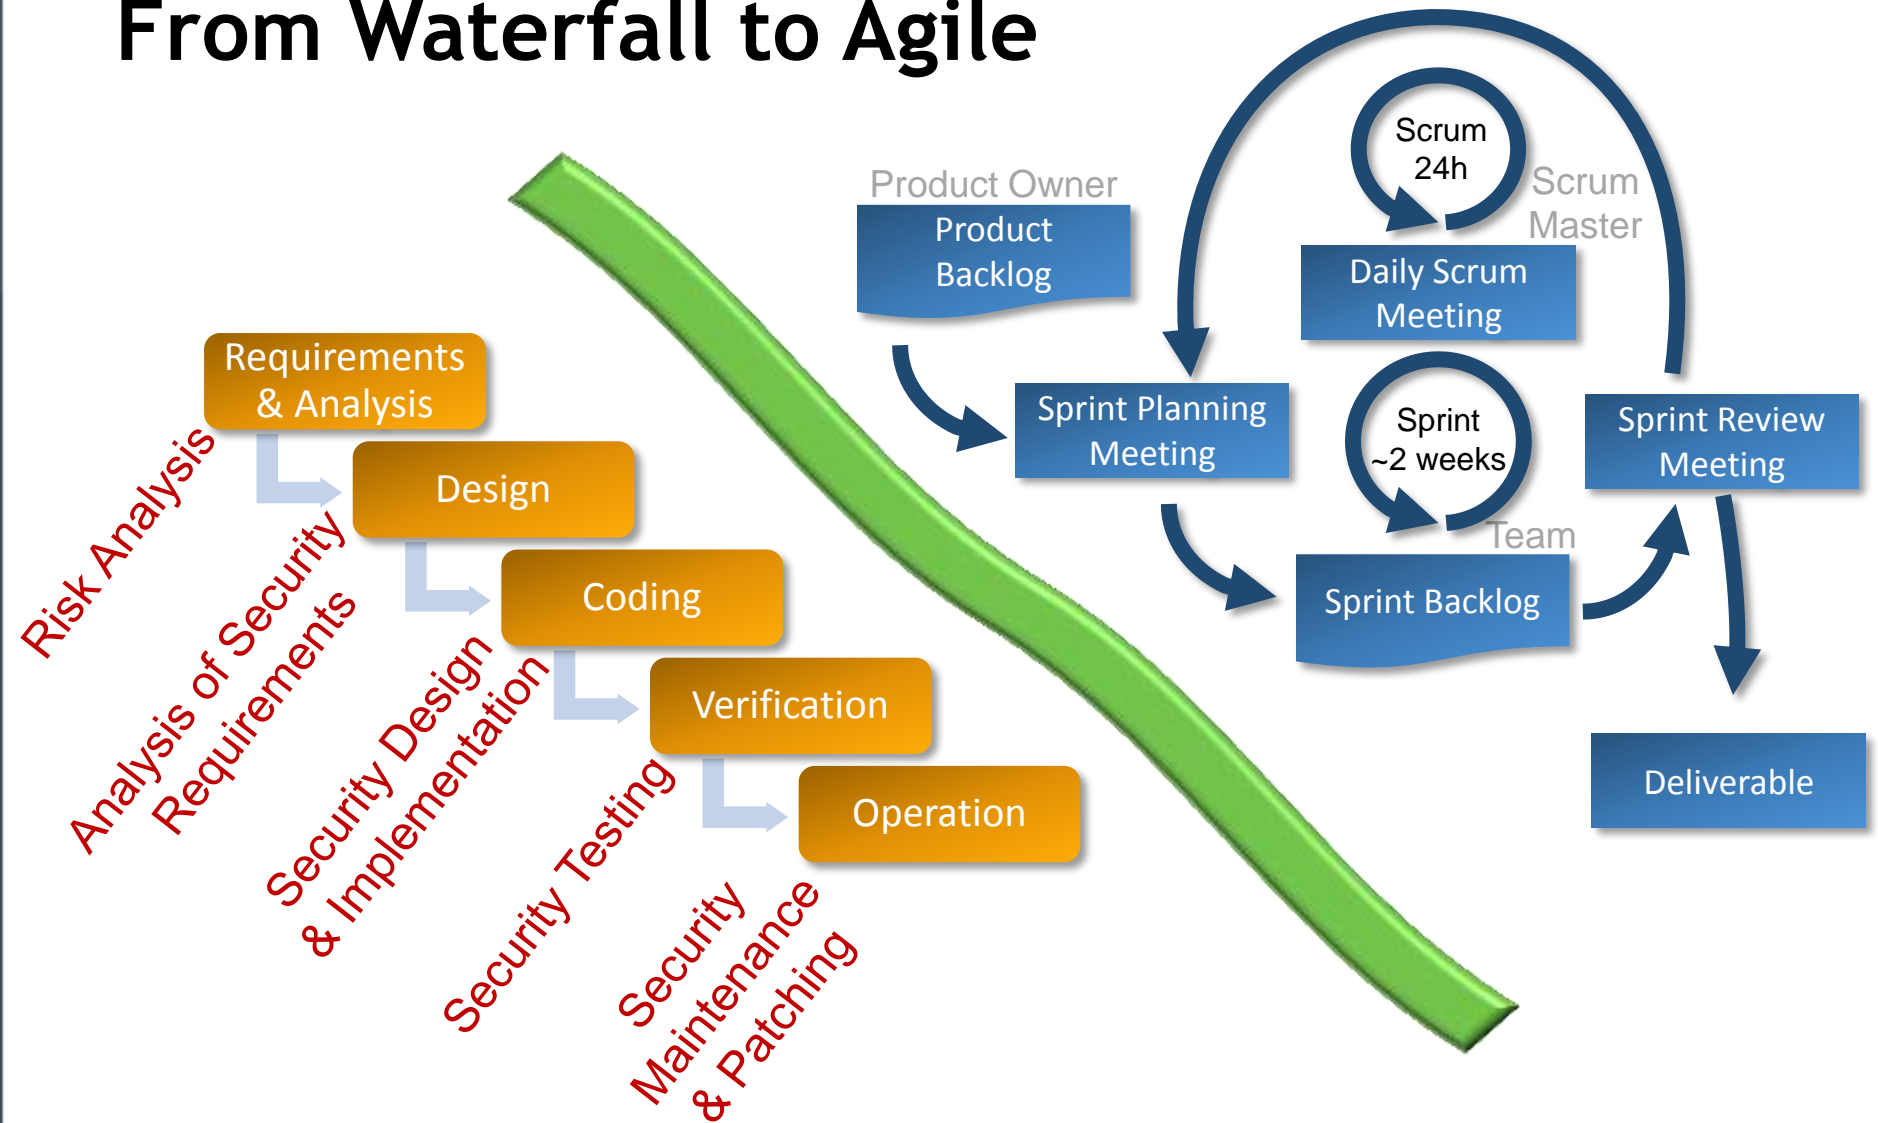 From Waterfall to Agile
Requirements
& Analysis
Design
Coding
Verification
Operation
Risk Analysis
Analysis of Security
Requirements
Security Design
& Implementation
Security Testing
Security
Maintenance
& Patching
Product Owner
Product
Backlog
Sprint Planning
Meeting
Scrum
24h
Scrum
Master
Daily Scrum
Meeting
Sprint
~2 weeks
Team
Sprint Backlog
Sprint Review
Meeting
Deliverable